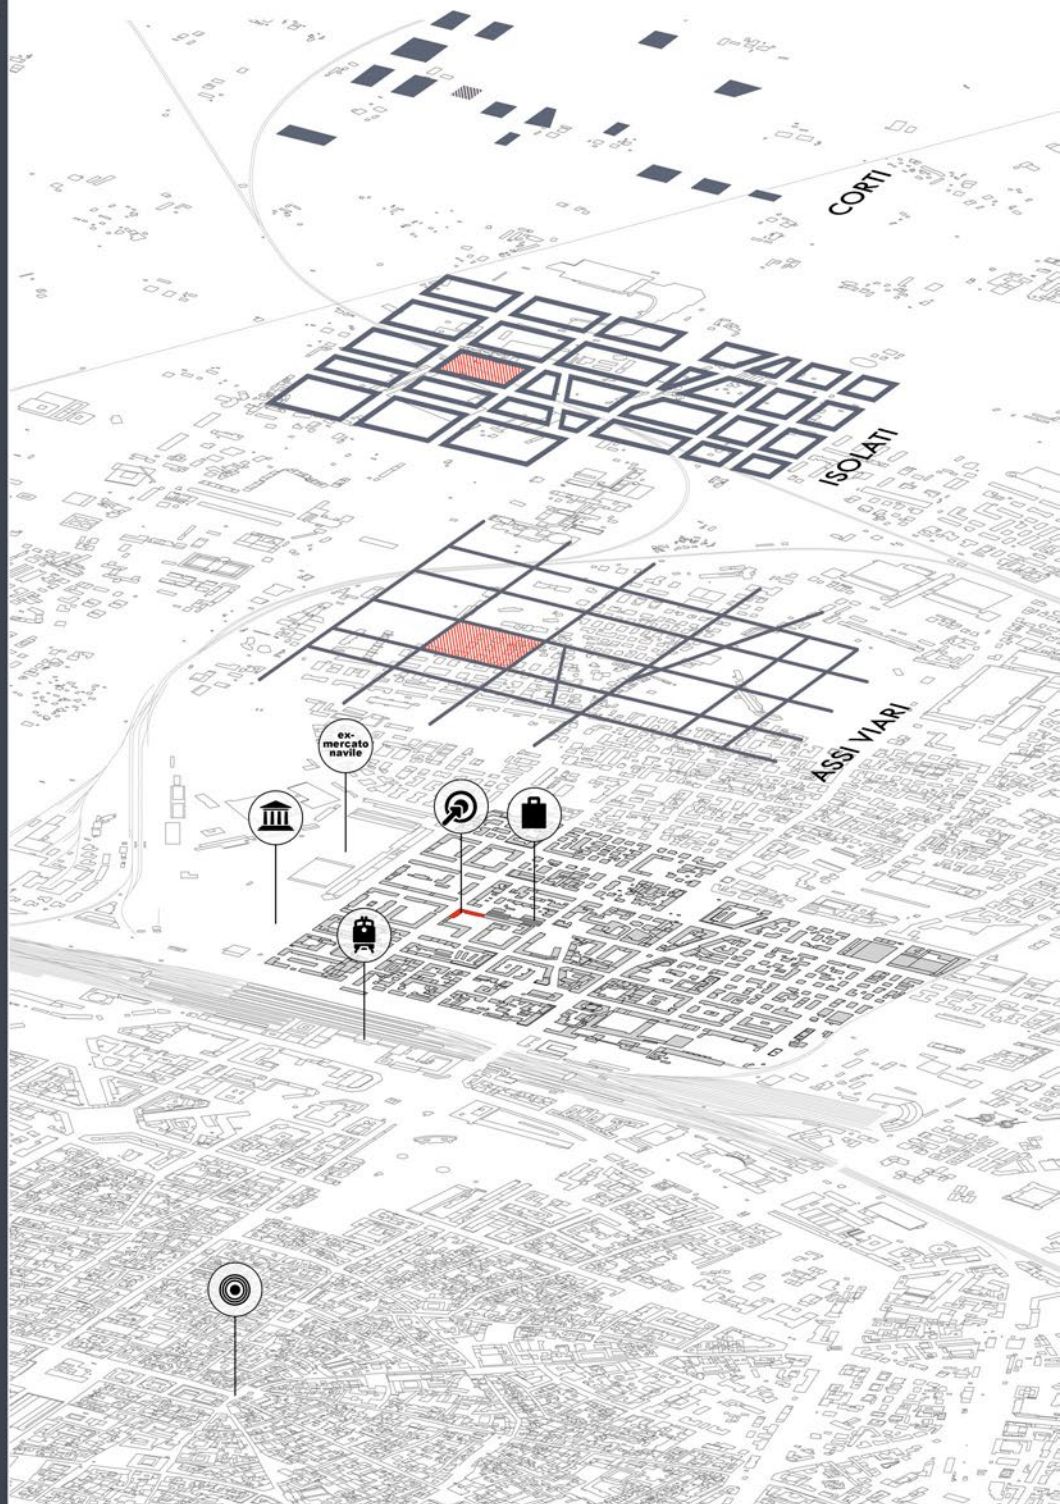 CORTI
ISOLATI
ASSI VIARI
ex-
mercato
navile